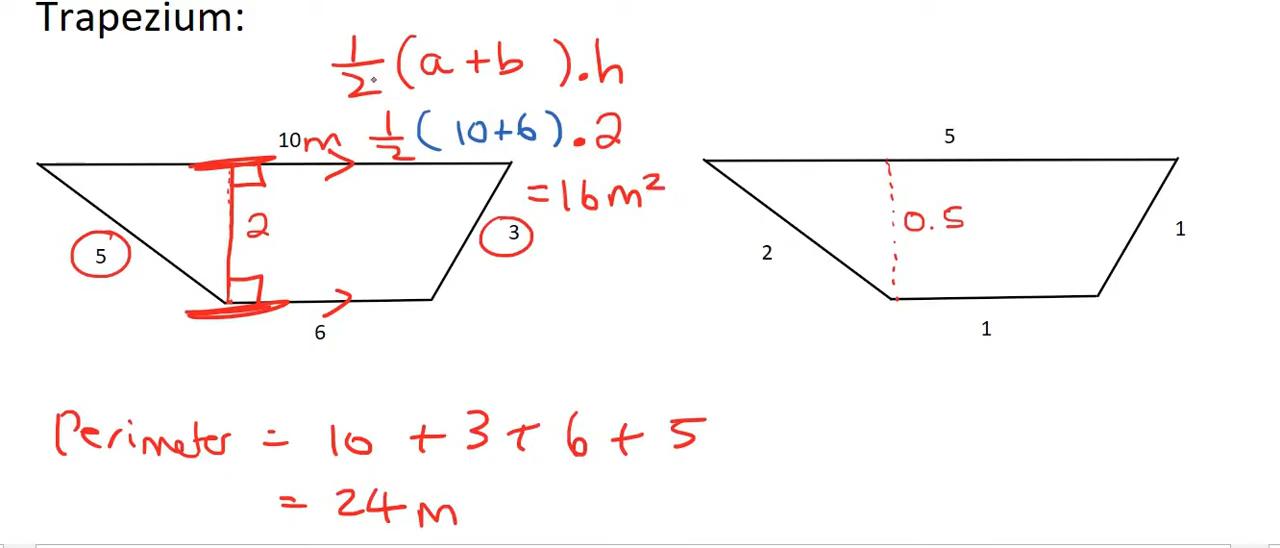 Trapezium:
1/2 (a + b).h
10m 1/2 (10+6).2
= 16m²
5
2
3
6
5
2
0.5
1
1
Perimeter = 10 + 3 + 6 + 5
= 24m